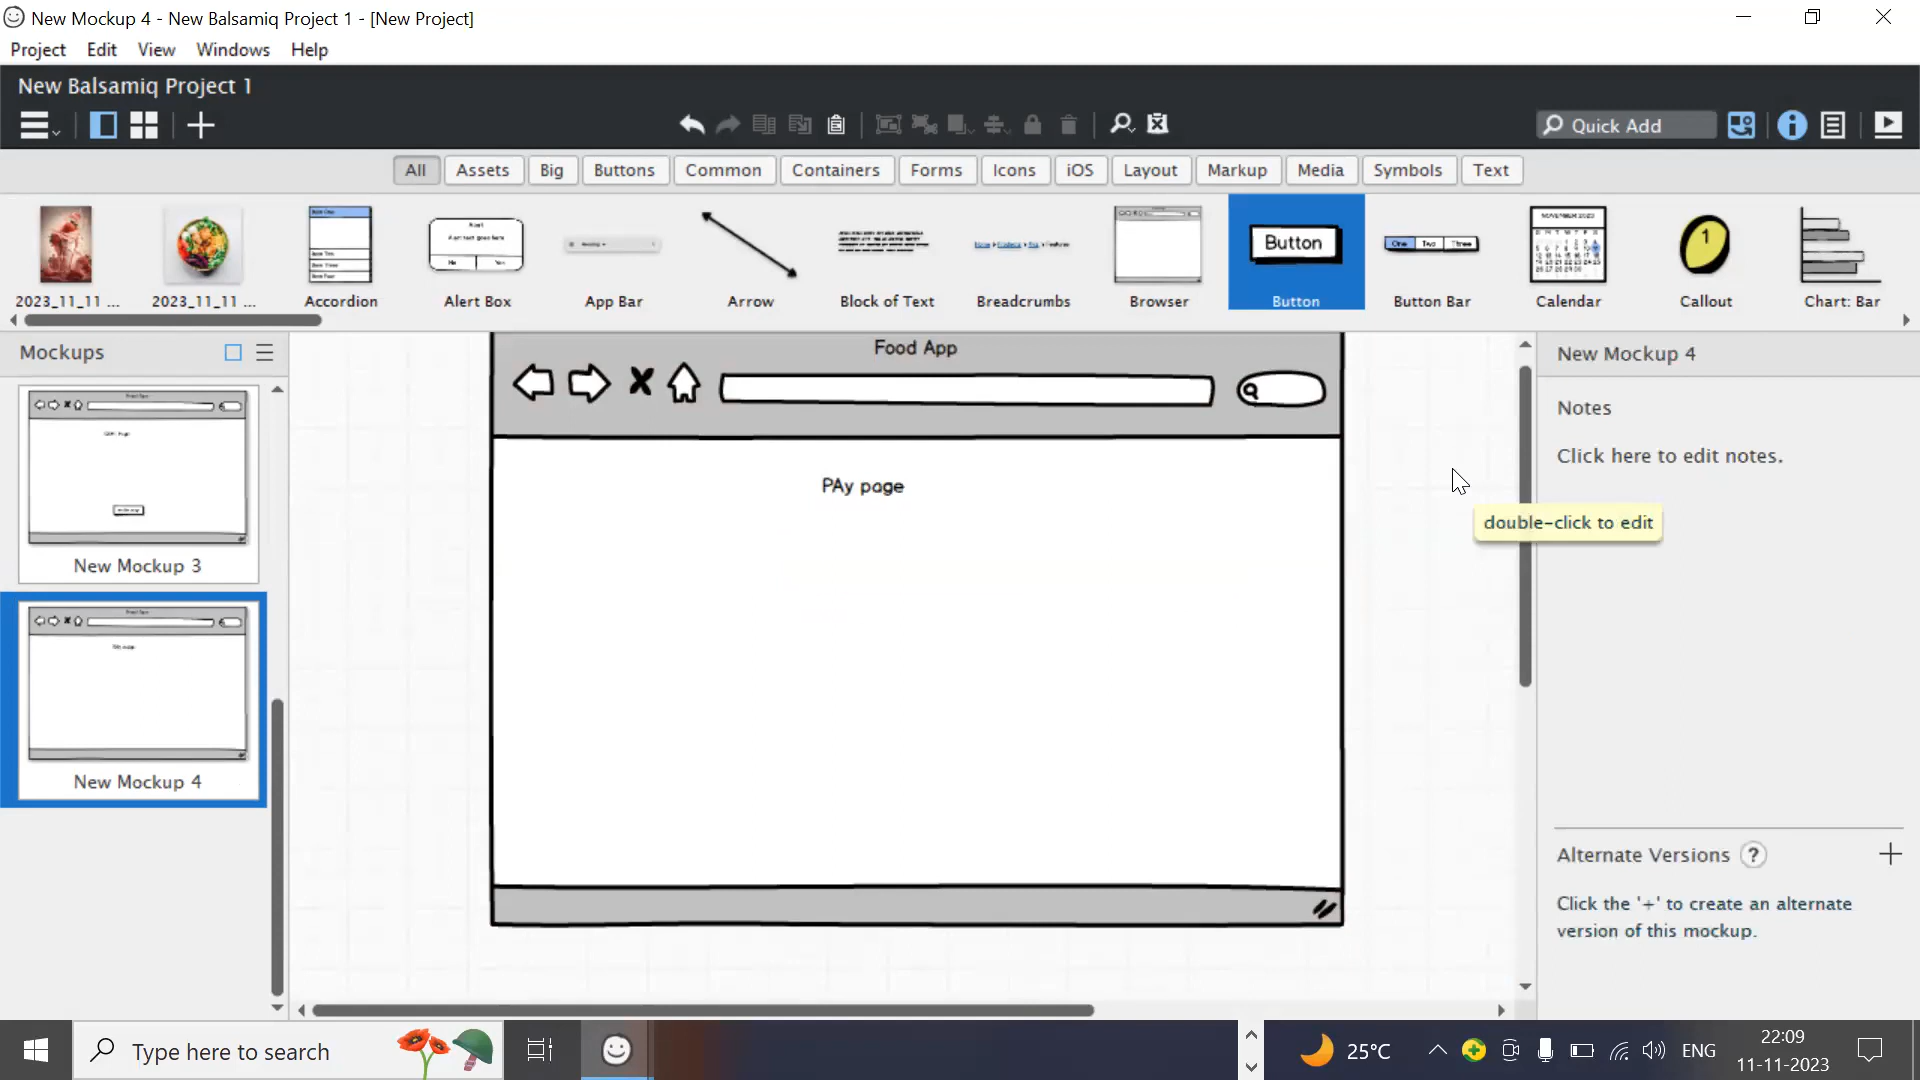 New Mockup 4 - New Balsamiq Project 1 - [New Project]
Project Edit View Windows Help
New Balsamiq Project 1
Quick Add
All Assets Big Buttons Common Containers Forms Icons iOS Layout Markup Media Symbols Text
Button
One Two Three
NOVEMBER 2023
1
2023_11_11 ... 2023_11_11 ... Accordion Alert Box App Bar Arrow Block of Text Breadcrumbs Browser Button Button Bar Calendar Callout Chart: Bar
Mockups
New Mockup 3
New Mockup 4
Food App
PAy page
New Mockup 4
Notes
Click here to edit notes.
double-click to edit
Alternate Versions ? +
Click the '+' to create an alternate
version of this mockup.
Type here to search
25°C
ENG
22:09
11-11-2023